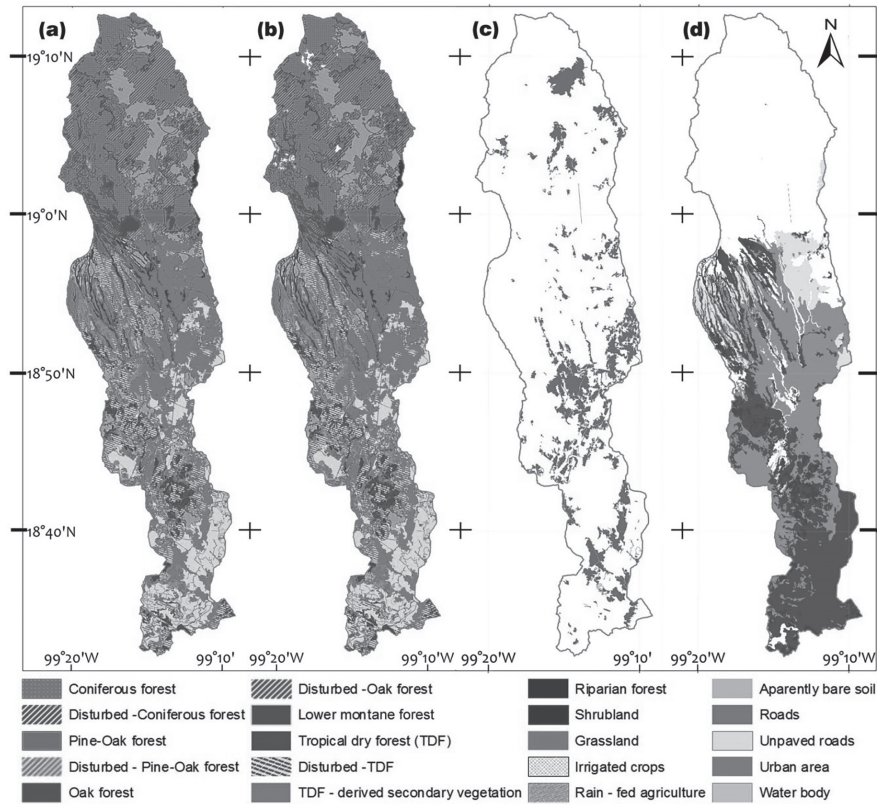 (a) (b) (c) (d) N
19°10'N
19°0'N
18°50'N
18°40'N
99°20'W 99°10' 99°20'W 99°10'W 99°20'W 99°10' 99°20'W 99°10'W
Coniferous forest
Disturbed -Coniferous forest
Pine-Oak forest
Disturbed - Pine-Oak forest
Oak forest
Disturbed -Oak forest
Lower montane forest
Tropical dry forest (TDF)
Disturbed -TDF
TDF - derived secondary vegetation
Riparian forest
Shrubland
Grassland
Irrigated crops
Rain - fed agriculture
Apparently bare soil
Roads
Unpaved roads
Urban area
Water body